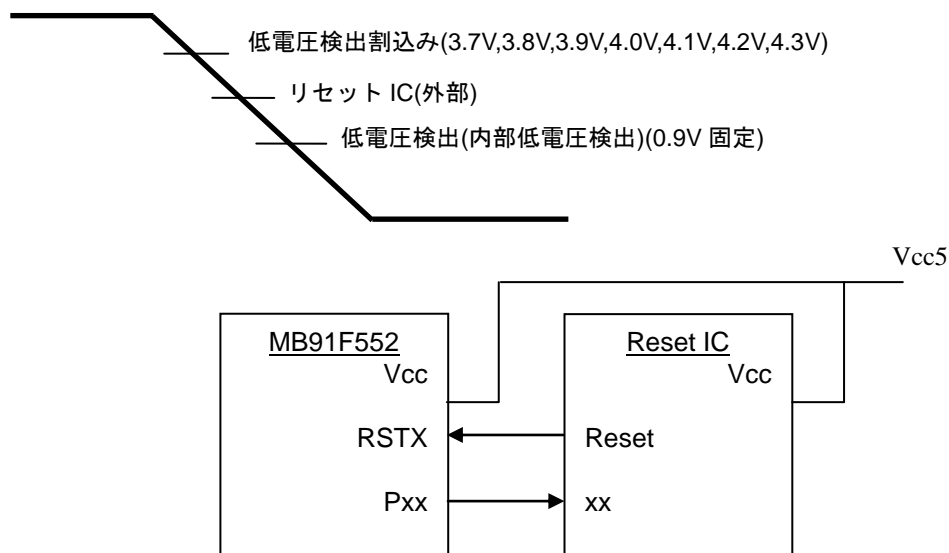 低電圧検出割込み(3.7V,3.8V,3.9V,4.0V,4.1V,4.2V,4.3V)
リセット IC(外部)
低電圧検出(内部低電圧検出)(0.9V 固定)
Vcc5
MB91F552
Reset IC
Vcc
Vcc
RSTX
Reset
Pxx
xx